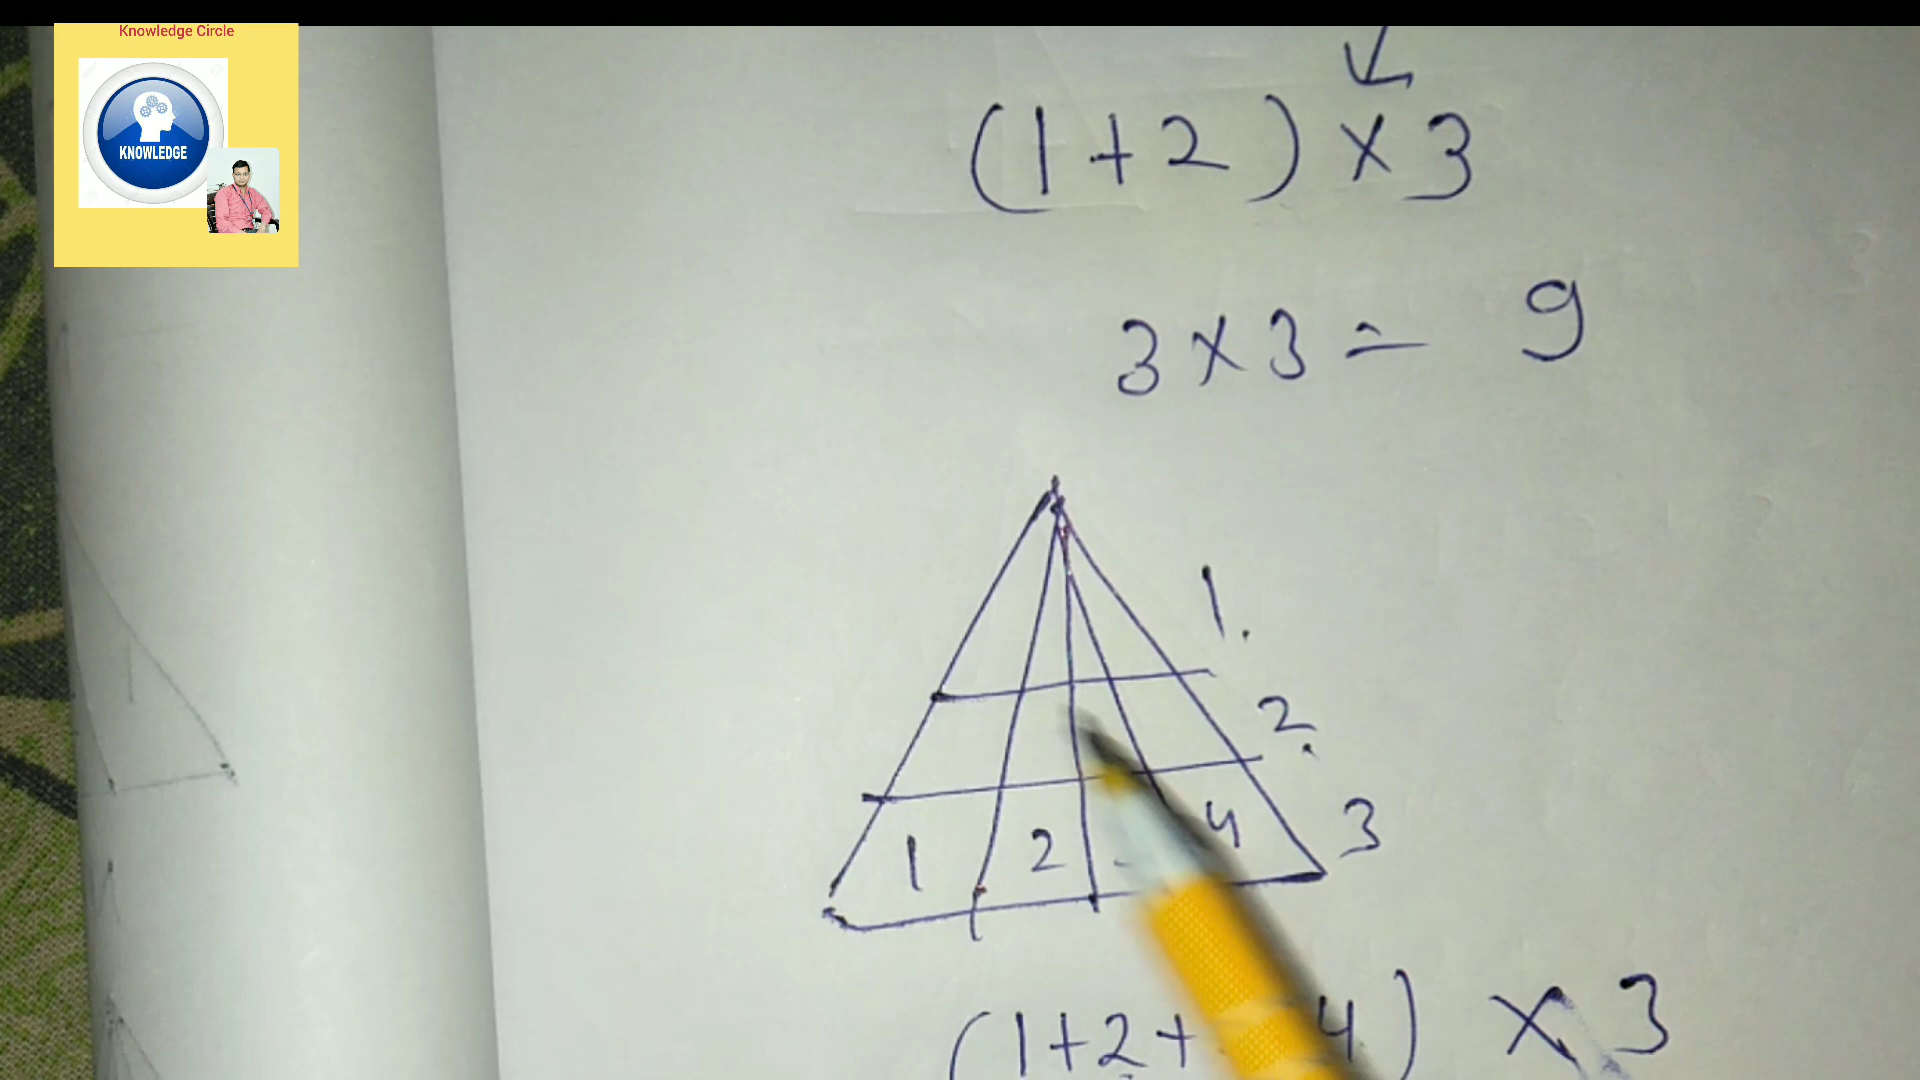 Knowledge Circle
KNOWLEDGE
(1+2) × 3
3 × 3 = 9
1.
2.
3
1 2 4
(1+2+ 4) × 3